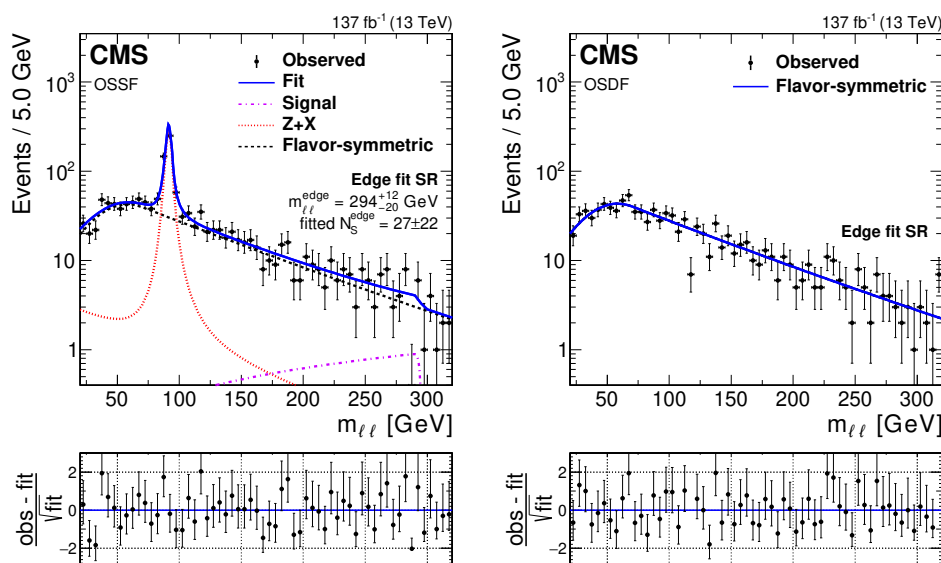 137 fb⁻¹ (13 TeV)
CMS
OSSF
Observed
Fit
Signal
Z+X
Flavor-symmetric
Edge fit SR
m_ℓℓ^edge = 294 +12 −20 GeV
fitted N_S^edge = 27±22
Events / 5.0 GeV
10³
10²
10
1
50 100 150 200 250 300
m_ℓℓ [GeV]
obs - fit
√fit
2
0
−2
137 fb⁻¹ (13 TeV)
CMS
OSDF
Observed
Flavor-symmetric
Edge fit SR
Events / 5.0 GeV
10³
10²
10
1
50 100 150 200 250 300
m_ℓℓ [GeV]
obs - fit
√fit
2
0
−2